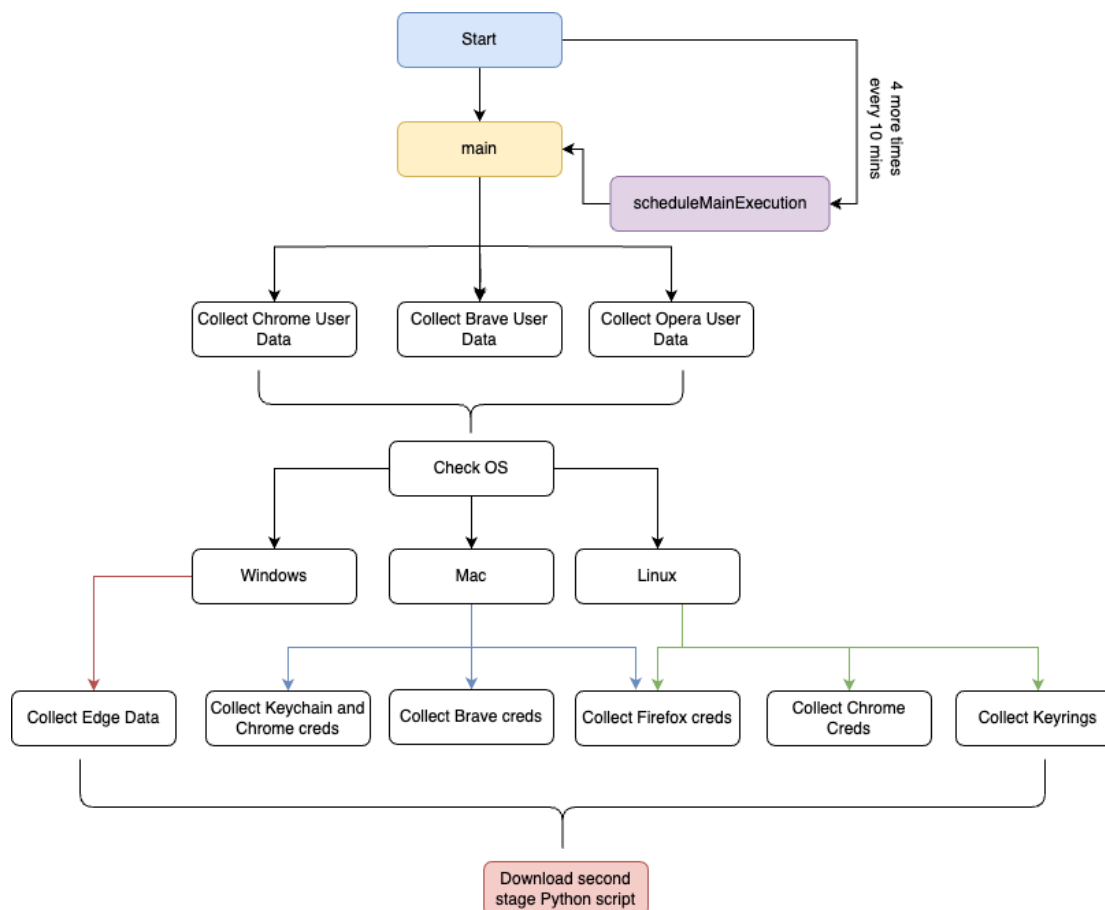 Start
4 more times
every 10 mins
main
scheduleMainExecution
Collect Chrome User
Data
Collect Brave User
Data
Collect Opera User
Data
Check OS
Windows
Mac
Linux
Collect Edge Data
Collect Keychain and
Chrome creds
Collect Brave creds
Collect Firefox creds
Collect Chrome
Creds
Collect Keyrings
Download second
stage Python script